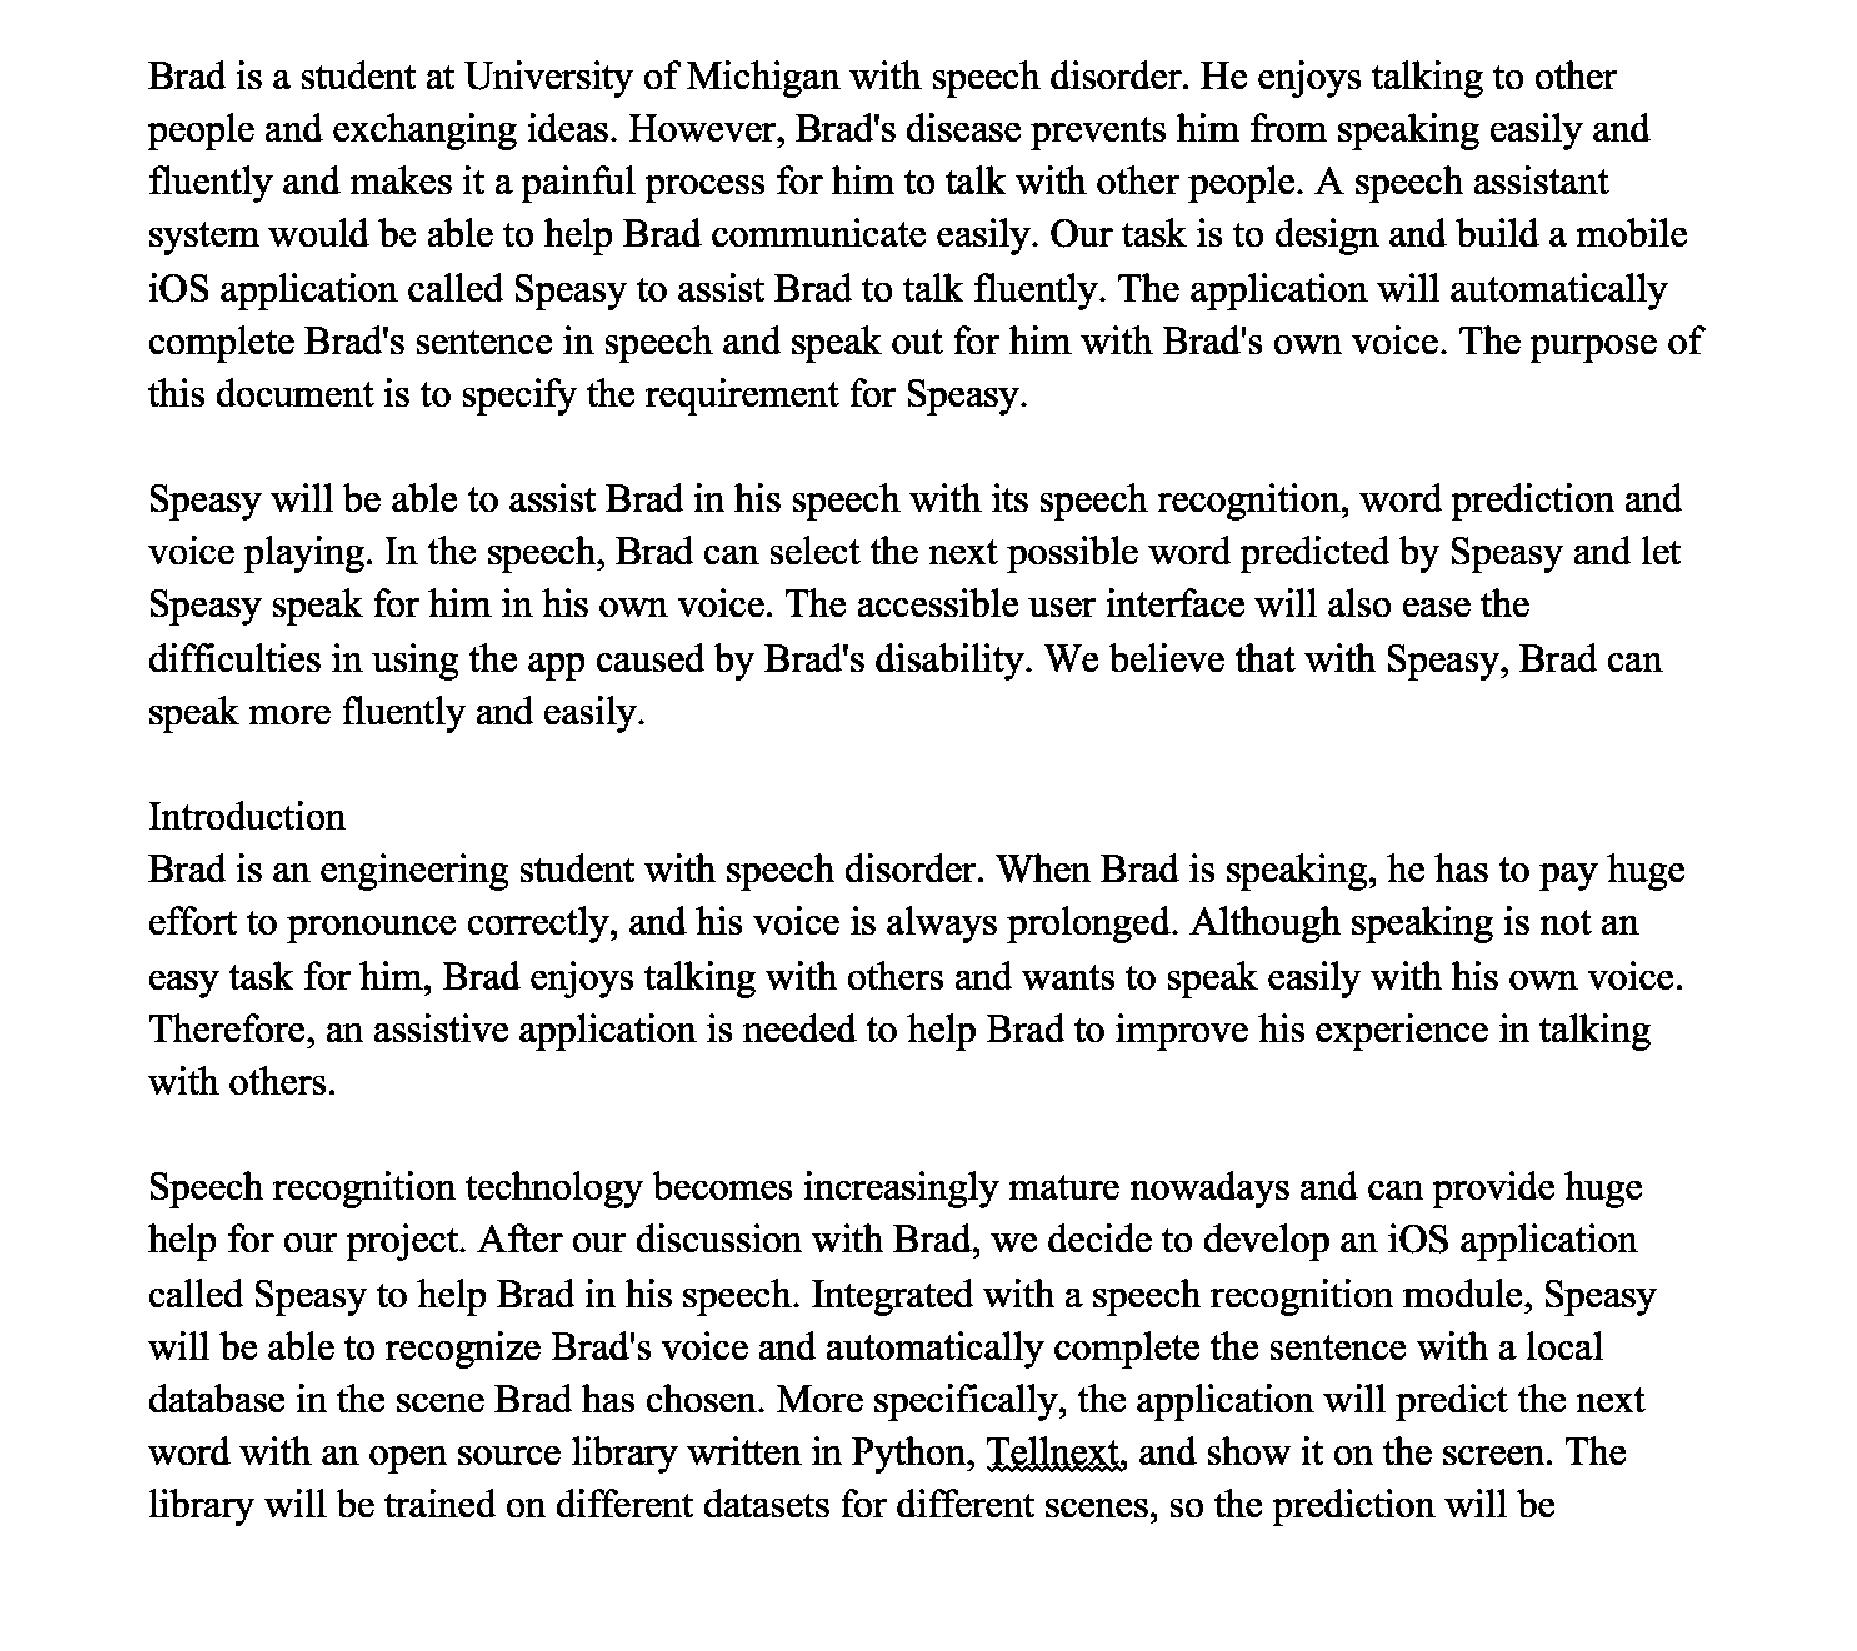 Brad is a student at University of Michigan with speech disorder. He enjoys talking to other
people and exchanging ideas. However, Brad's disease prevents him from speaking easily and
fluently and makes it a painful process for him to talk with other people. A speech assistant
system would be able to help Brad communicate easily. Our task is to design and build a mobile
iOS application called Speasy to assist Brad to talk fluently. The application will automatically
complete Brad's sentence in speech and speak out for him with Brad's own voice. The purpose of
this document is to specify the requirement for Speasy.
Speasy will be able to assist Brad in his speech with its speech recognition, word prediction and
voice playing. In the speech, Brad can select the next possible word predicted by Speasy and let
Speasy speak for him in his own voice. The accessible user interface will also ease the
difficulties in using the app caused by Brad's disability. We believe that with Speasy, Brad can
speak more fluently and easily.
Introduction
Brad is an engineering student with speech disorder. When Brad is speaking, he has to pay huge
effort to pronounce correctly, and his voice is always prolonged. Although speaking is not an
easy task for him, Brad enjoys talking with others and wants to speak easily with his own voice.
Therefore, an assistive application is needed to help Brad to improve his experience in talking
with others.
Speech recognition technology becomes increasingly mature nowadays and can provide huge
help for our project. After our discussion with Brad, we decide to develop an iOS application
called Speasy to help Brad in his speech. Integrated with a speech recognition module, Speasy
will be able to recognize Brad's voice and automatically complete the sentence with a local
database in the scene Brad has chosen. More specifically, the application will predict the next
word with an open source library written in Python, Tellnext, and show it on the screen. The
library will be trained on different datasets for different scenes, so the prediction will be